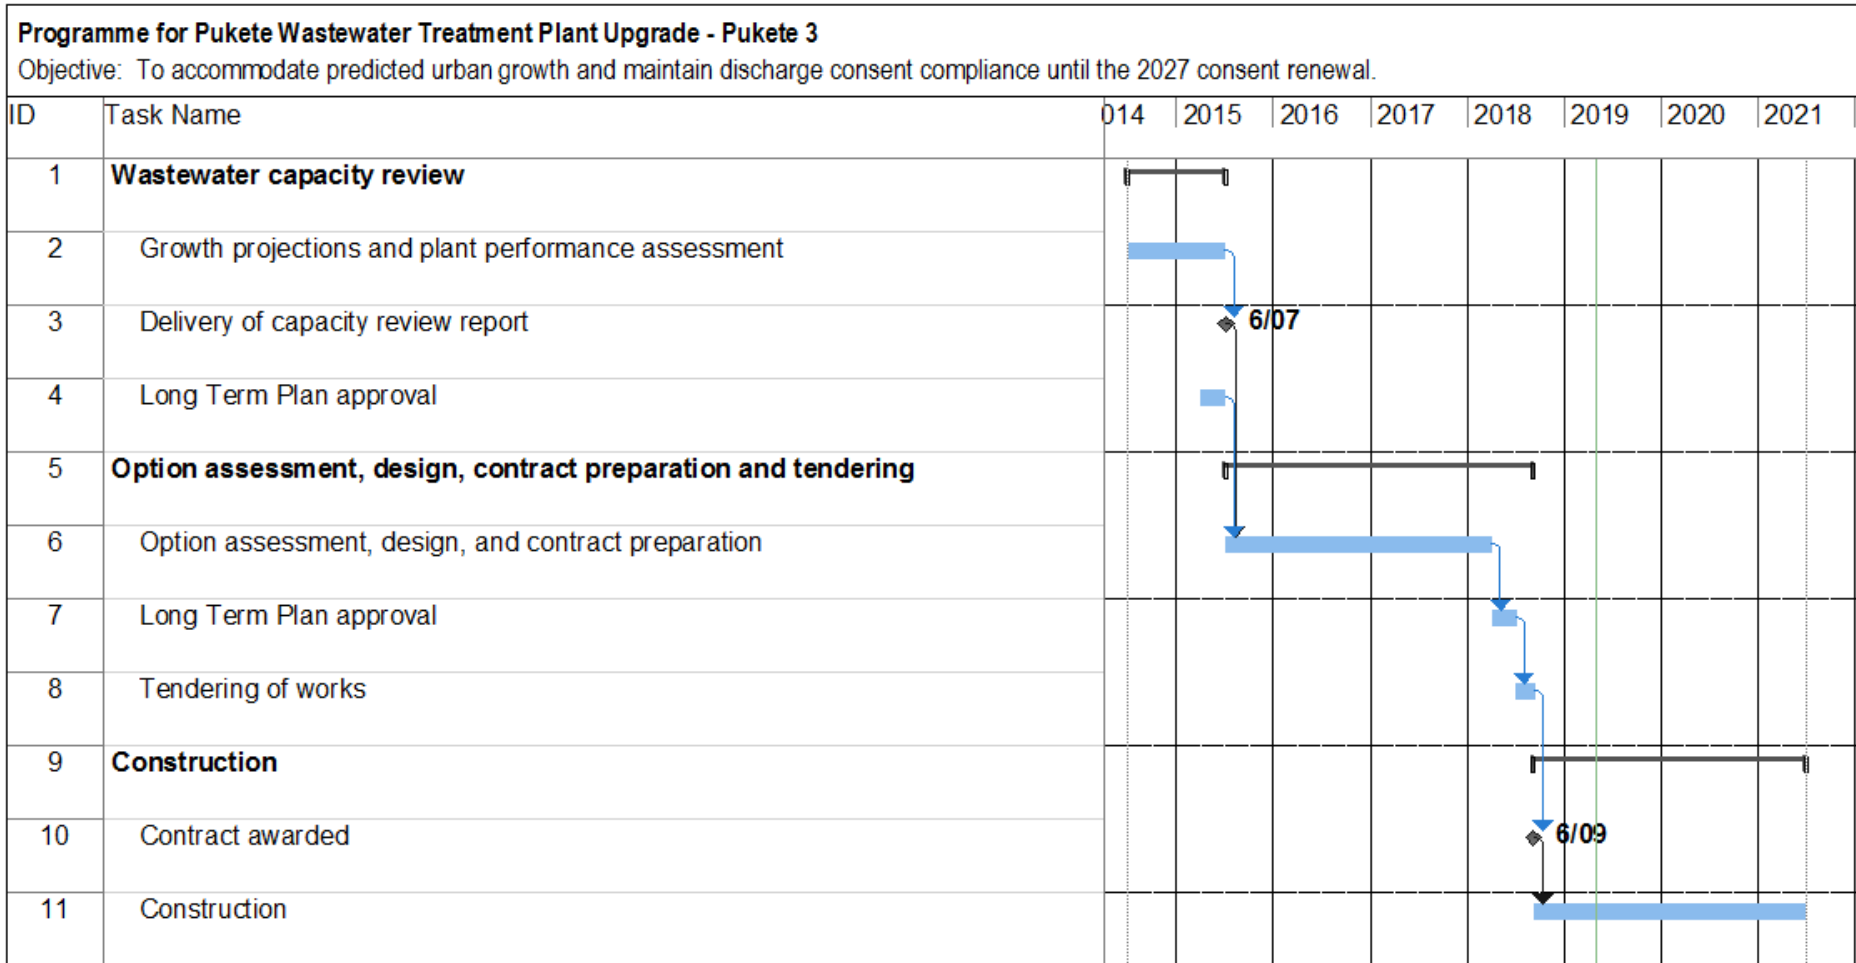 Programme for Pukete Wastewater Treatment Plant Upgrade - Pukete 3
Objective: To accommodate predicted urban growth and maintain discharge consent compliance until the 2027 consent renewal.
ID Task Name 014 2015 2016 2017 2018 2019 2020 2021
1 Wastewater capacity review
2 Growth projections and plant performance assessment
3 Delivery of capacity review report 6/07
4 Long Term Plan approval
5 Option assessment, design, contract preparation and tendering
6 Option assessment, design, and contract preparation
7 Long Term Plan approval
8 Tendering of works
9 Construction
10 Contract awarded 6/09
11 Construction